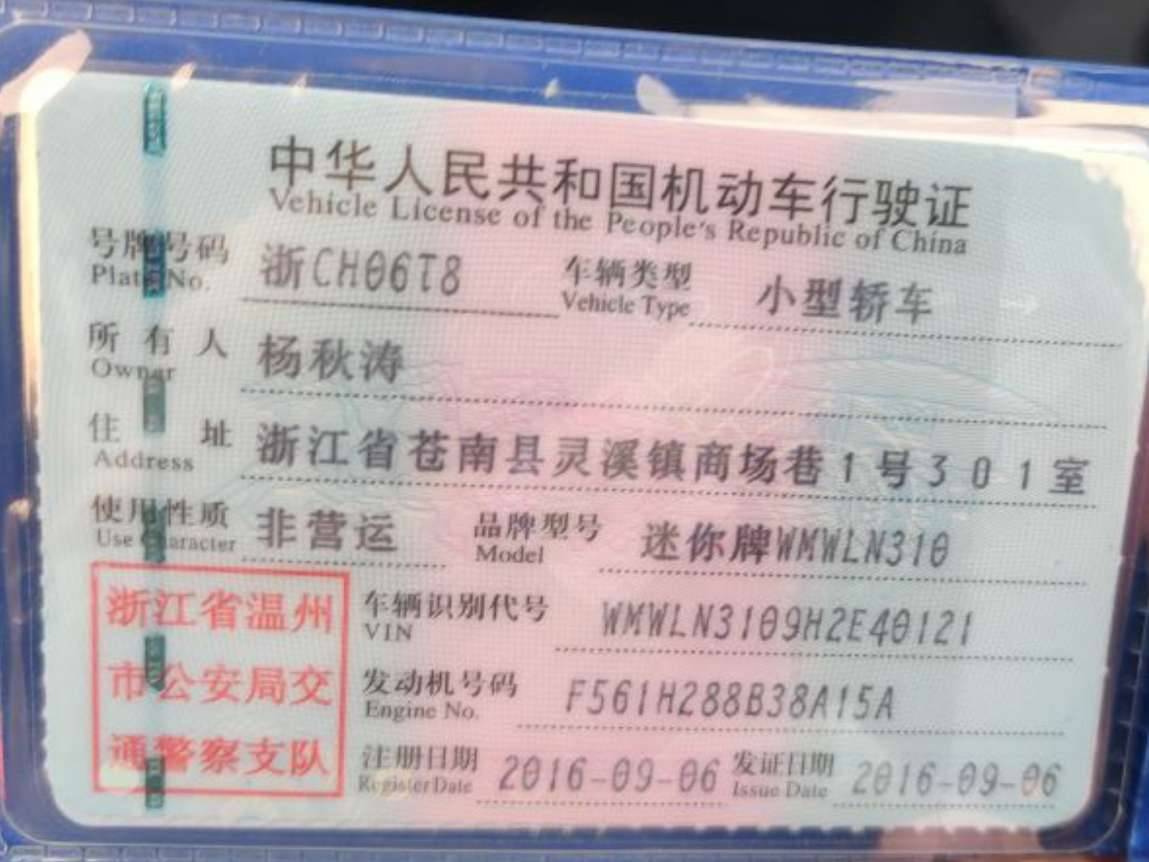 中华人民共和国机动车行驶证
Vehicle License of the People's Republic of China
号牌号码 浙CH06T8 车辆类型 小型轿车
Plate No. Vehicle Type
所有人 杨秋涛
Owner
住址 浙江省苍南县灵溪镇商场巷1号301室
Address
使用性质 非营运 品牌型号 迷你牌WMWLN310
Use Character Model
浙江省温州
市公安局交
通警察支队
车辆识别代号 WMWLN3109H2E40121
VIN
发动机号码 F561H288B38A15A
Engine No.
注册日期 2016-09-06 发证日期 2016-09-06
Register Date Issue Date